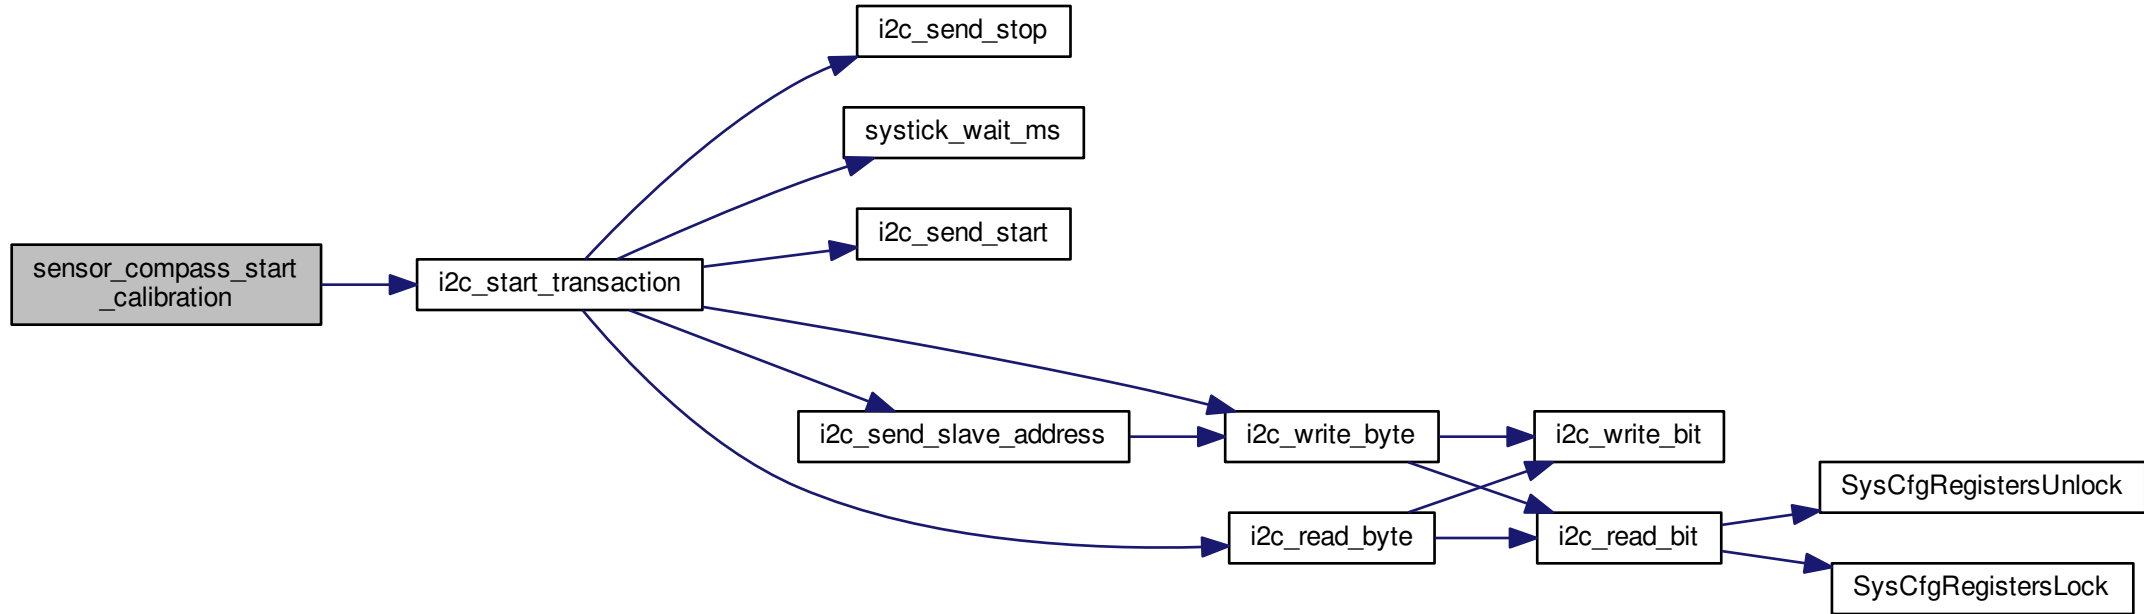 i2c_send_stop
systick_wait_ms
i2c_send_start
sensor_compass_start
_calibration
i2c_start_transaction
i2c_send_slave_address
i2c_write_byte
i2c_write_bit
SysCfgRegistersUnlock
i2c_read_byte
i2c_read_bit
SysCfgRegistersLock